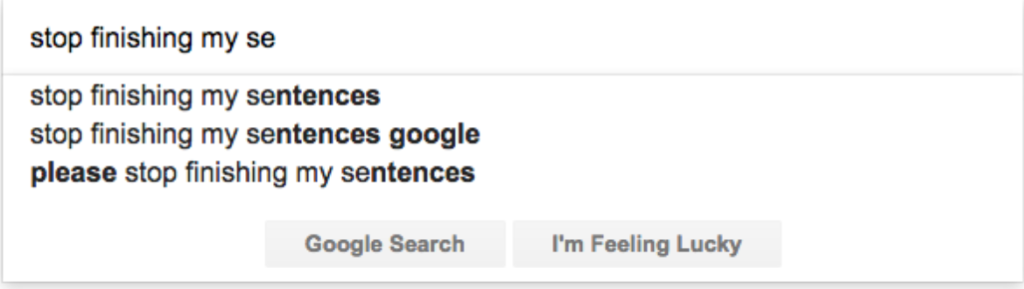 stop finishing my se
stop finishing my sentences
stop finishing my sentences google
please stop finishing my sentences
Google Search I'm Feeling Lucky